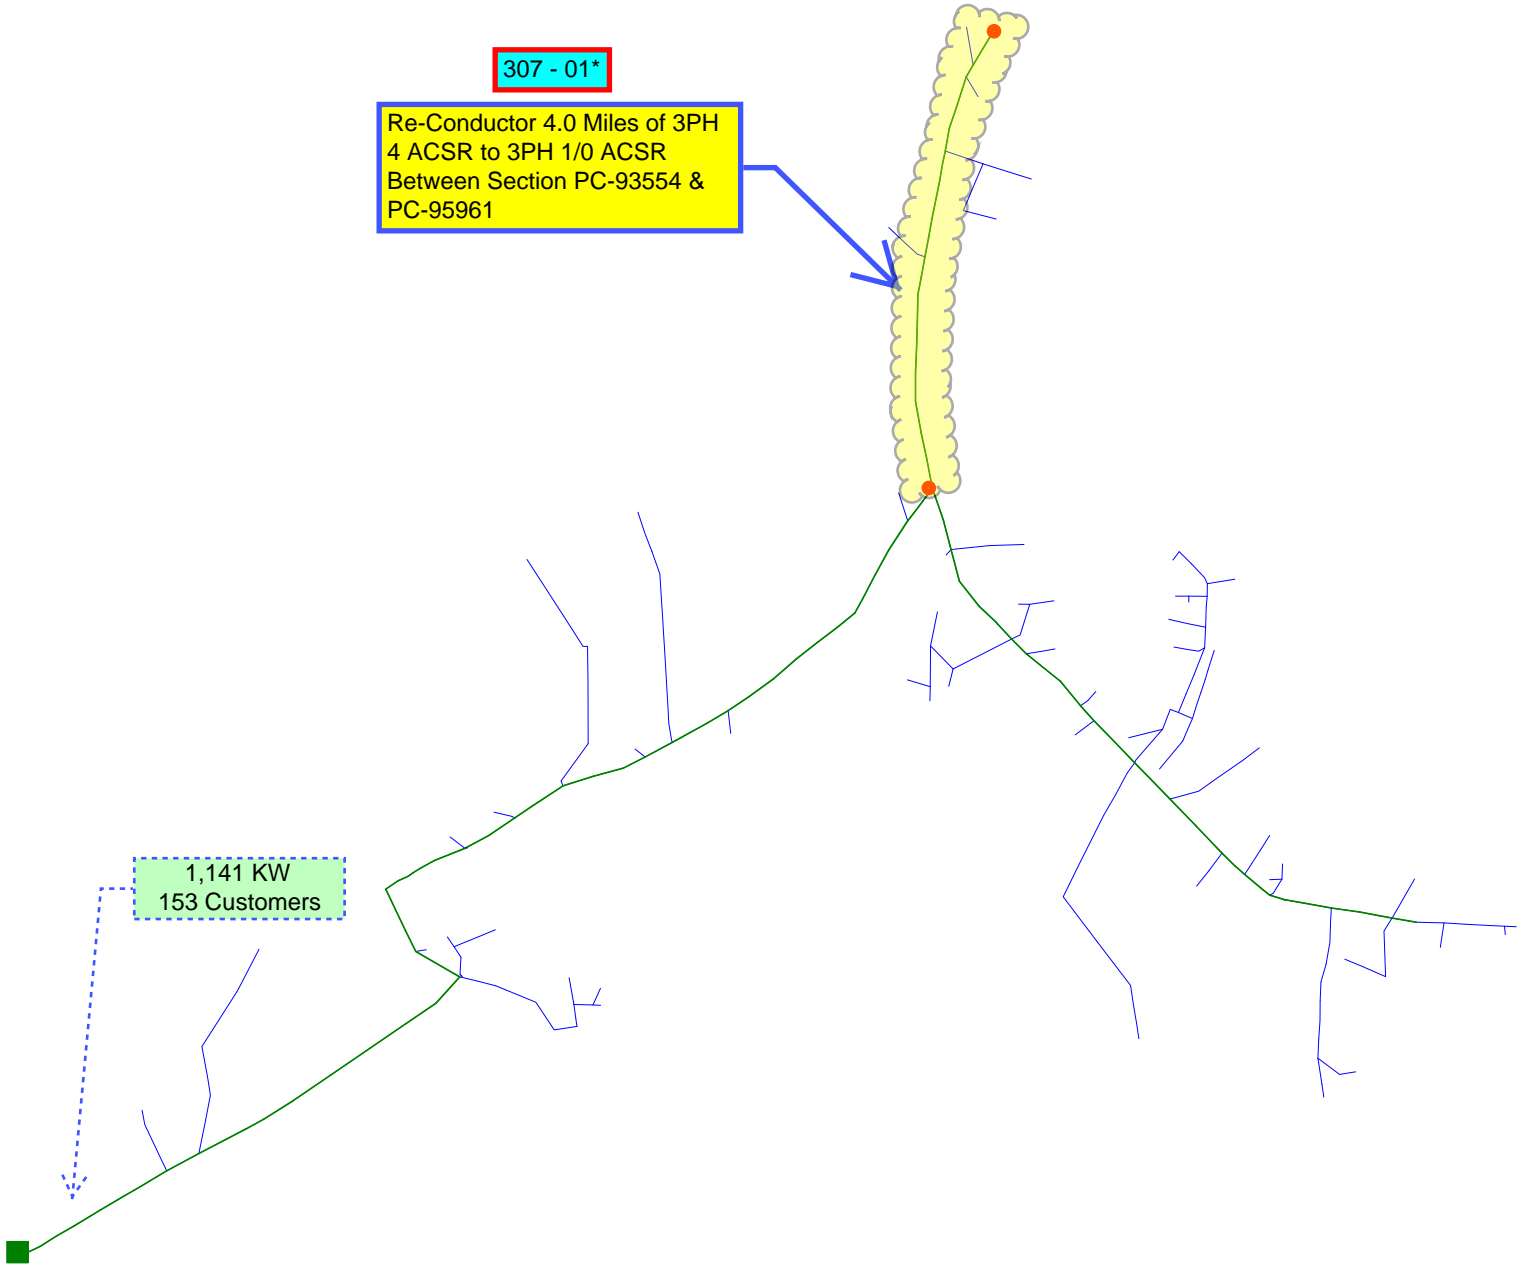 307 - 01*
Re-Conductor 4.0 Miles of 3PH
4 ACSR to 3PH 1/0 ACSR
Between Section PC-93554 &
PC-95961
1,141 KW
153 Customers